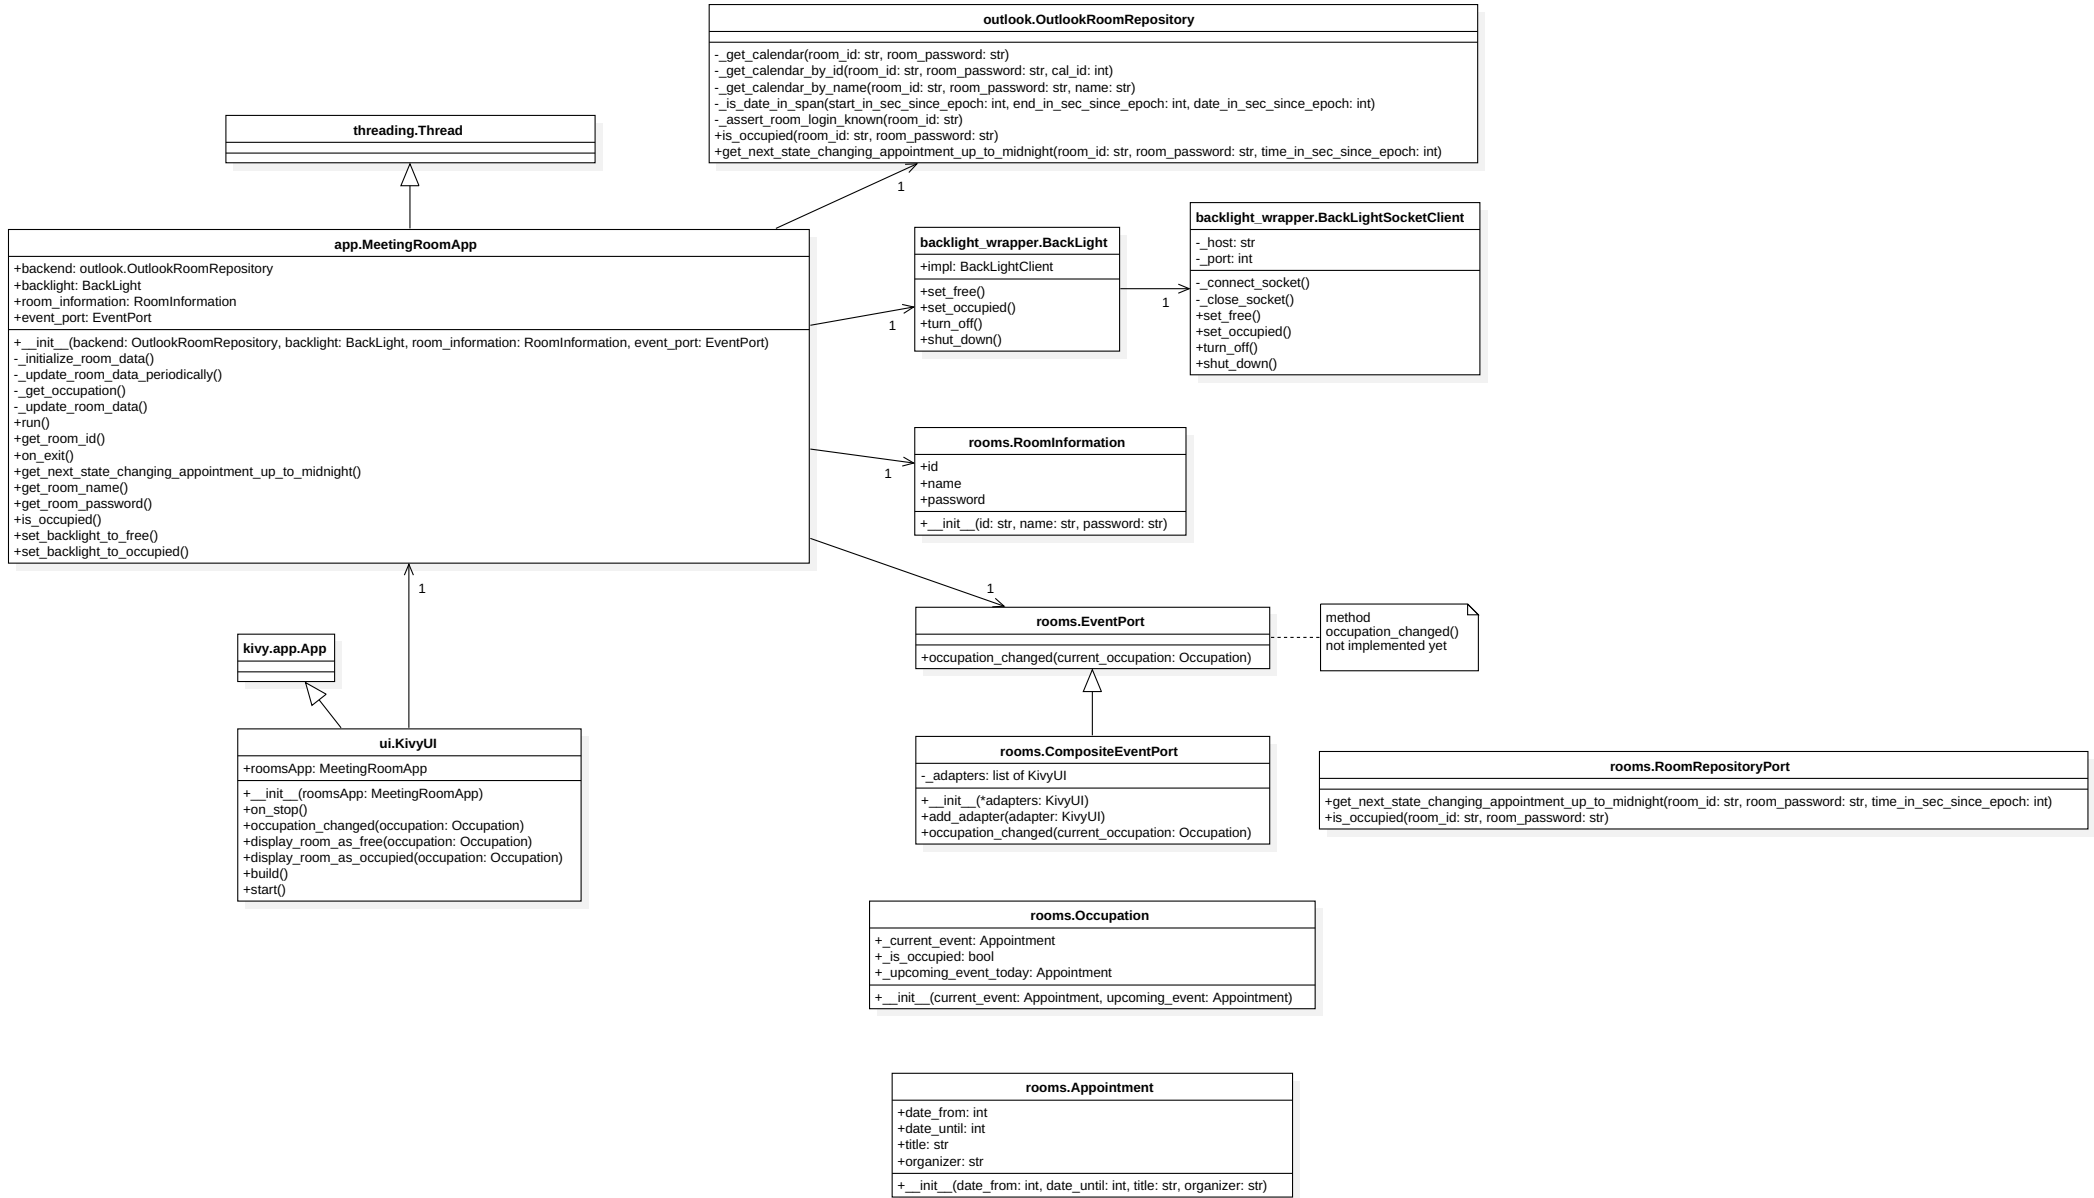 outlook.OutlookRoomRepository
-_get_calendar(room_id: str, room_password: str)
-_get_calendar_by_id(room_id: str, room_password: str, cal_id: int)
-_get_calendar_by_name(room_id: str, room_password: str, name: str)
-_is_date_in_span(start_in_sec_since_epoch: int, end_in_sec_since_epoch: int, date_in_sec_since_epoch: int)
-_assert_room_login_known(room_id: str)
+is_occupied(room_id: str, room_password: str)
+get_next_state_changing_appointment_up_to_midnight(room_id: str, room_password: str, time_in_sec_since_epoch: int)
threading.Thread
1
app.MeetingRoomApp
+backend: outlook.OutlookRoomRepository
+backlight: BackLight
+room_information: RoomInformation
+event_port: EventPort
+__init__(backend: OutlookRoomRepository, backlight: BackLight, room_information: RoomInformation, event_port: EventPort)
-_initialize_room_data()
-_update_room_data_periodically()
-_get_occupation()
-_update_room_data()
+run()
+get_room_id()
+on_exit()
+get_next_state_changing_appointment_up_to_midnight()
+get_room_name()
+get_room_password()
+is_occupied()
+set_backlight_to_free()
+set_backlight_to_occupied()
backlight_wrapper.BackLight
+impl: BackLightClient
+set_free()
+set_occupied()
+turn_off()
+shut_down()
1
backlight_wrapper.BackLightSocketClient
-_host: str
-_port: int
-_connect_socket()
-_close_socket()
+set_free()
+set_occupied()
+turn_off()
+shut_down()
1
rooms.RoomInformation
+id
+name
+password
+__init__(id: str, name: str, password: str)
1
1
rooms.EventPort
+occupation_changed(current_occupation: Occupation)
method
occupation_changed()
not implemented yet
1
kivy.app.App
ui.KivyUI
+roomsApp: MeetingRoomApp
+__init__(roomsApp: MeetingRoomApp)
+on_stop()
+occupation_changed(occupation: Occupation)
+display_room_as_free(occupation: Occupation)
+display_room_as_occupied(occupation: Occupation)
+build()
+start()
rooms.CompositeEventPort
-_adapters: list of KivyUI
+__init__(*adapters: KivyUI)
+add_adapter(adapter: KivyUI)
+occupation_changed(current_occupation: Occupation)
rooms.RoomRepositoryPort
+get_next_state_changing_appointment_up_to_midnight(room_id: str, room_password: str, time_in_sec_since_epoch: int)
+is_occupied(room_id: str, room_password: str)
rooms.Occupation
+_current_event: Appointment
+_is_occupied: bool
+_upcoming_event_today: Appointment
+__init__(current_event: Appointment, upcoming_event: Appointment)
rooms.Appointment
+date_from: int
+date_until: int
+title: str
+organizer: str
+__init__(date_from: int, date_until: int, title: str, organizer: str)